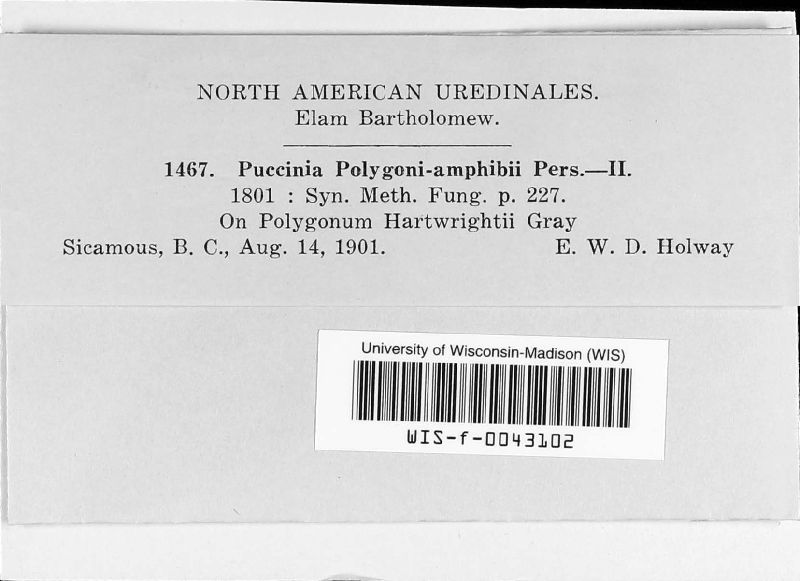 NORTH AMERICAN UREDINALES.
Elam Bartholomew.
1467. Puccinia Polygoni-amphibii Pers.—II.
1801 : Syn. Meth. Fung. p. 227.
On Polygonum Hartwrightii Gray
Sicamous, B. C., Aug. 14, 1901. E. W. D. Holway
University of Wisconsin-Madison (WIS)
WIS-f-0043102